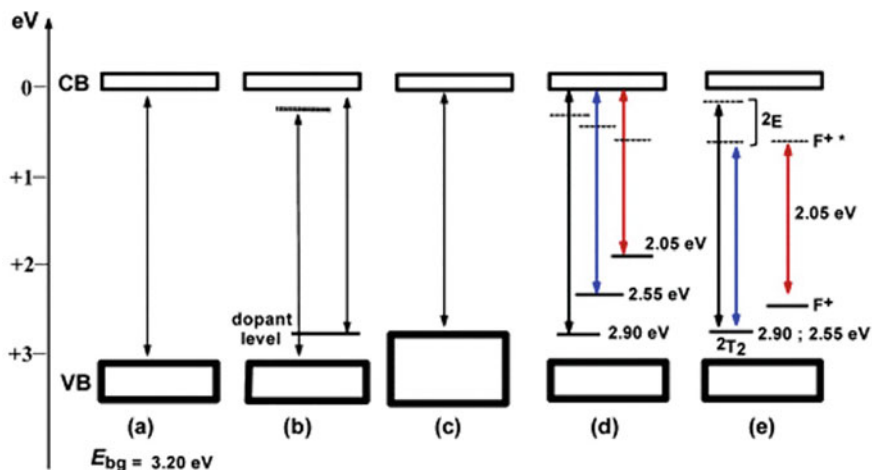 eV
0
CB
+1
+2
+3
VB
dopant
level
2.05 eV
2.55 eV
2.90 eV
²E
F⁺ *
2.05 eV
F⁺
²T₂
2.90 ; 2.55 eV
(a)
(b)
(c)
(d)
(e)
E_bg = 3.20 eV